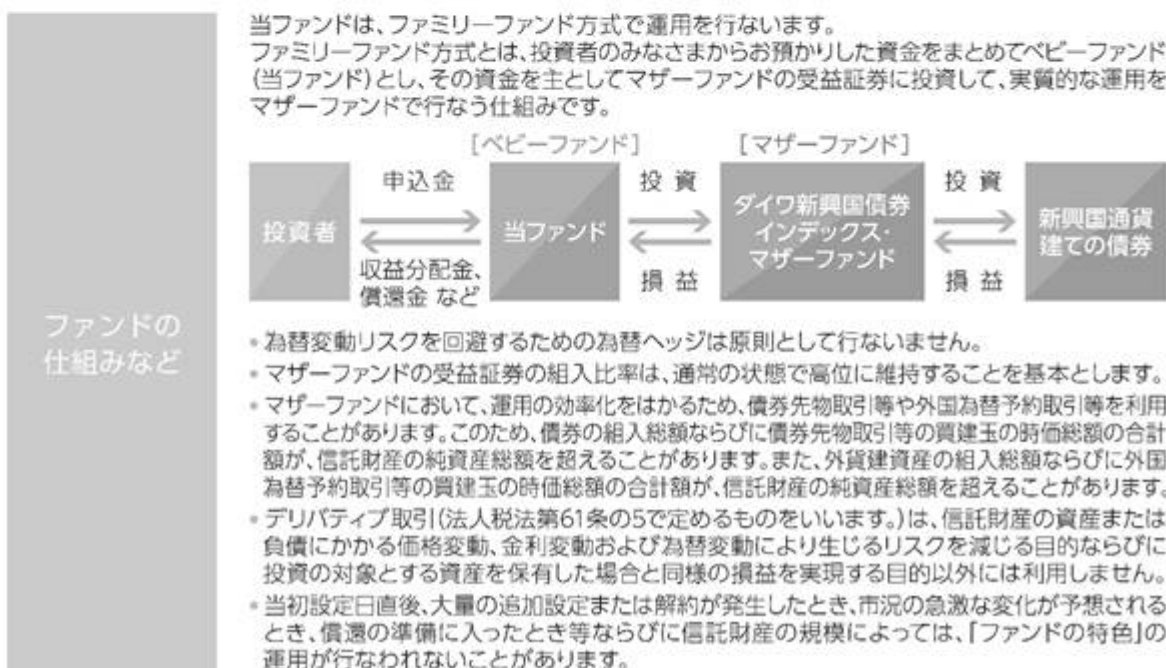 当ファンドは、ファミリーファンド方式で運用を行ないます。
ファミリーファンド方式とは、投資者のみなさまからお預かりした資金をまとめてベビーファンド
(当ファンド)とし、その資金を主としてマザーファンドの受益証券に投資して、実質的な運用を
マザーファンドで行なう仕組みです。
[ベビーファンド]
[マザーファンド]
申込金
投資
投資
投資者
当ファンド
ダイワ新興国債券
インデックス・
マザーファンド
新興国通貨
建ての債券
収益分配金、
償還金 など
損益
損益
ファンドの
仕組みなど
・為替変動リスクを回避するための為替ヘッジは原則として行ないません。
・マザーファンドの受益証券の組入比率は、通常の状態で高位に維持することを基本とします。
・マザーファンドにおいて、運用の効率化をはかるため、債券先物取引等や外国為替予約取引等を利用
することがあります。このため、債券の組入総額ならびに債券先物取引等の買建玉の時価総額の合計
額が、信託財産の純資産総額を超えることがあります。また、外貨建資産の組入総額ならびに外国
為替予約取引等の買建玉の時価総額の合計額が、信託財産の純資産総額を超えることがあります。
・デリバティブ取引(法人税法第61条の5で定めるものをいいます。)は、信託財産の資産または
負債にかかる価格変動、金利変動および為替変動により生じるリスクを減じる目的ならびに
投資の対象とする資産を保有した場合と同様の損益を実現する目的以外には利用しません。
・当初設定日直後、大量の追加設定または解約が発生したとき、市況の急激な変化が予想される
とき、償還の準備に入ったとき等ならびに信託財産の規模によっては、「ファンドの特色」の
運用が行なわれないことがあります。